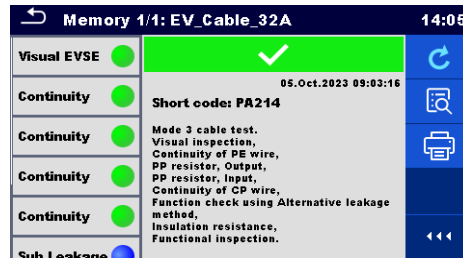 Memory 1/1: EV_Cable_32A
14:05
Visual EVSE
Continuity
Continuity
Continuity
Continuity
Sub Leakage
05.Oct.2023 09:03:16
Short code: PA214
Mode 3 cable test.
Visual inspection,
Continuity of PE wire,
PP resistor, Output,
PP resistor, Input,
Continuity of CP wire,
Function check using Alternative leakage
method,
Insulation resistance,
Functional inspection.